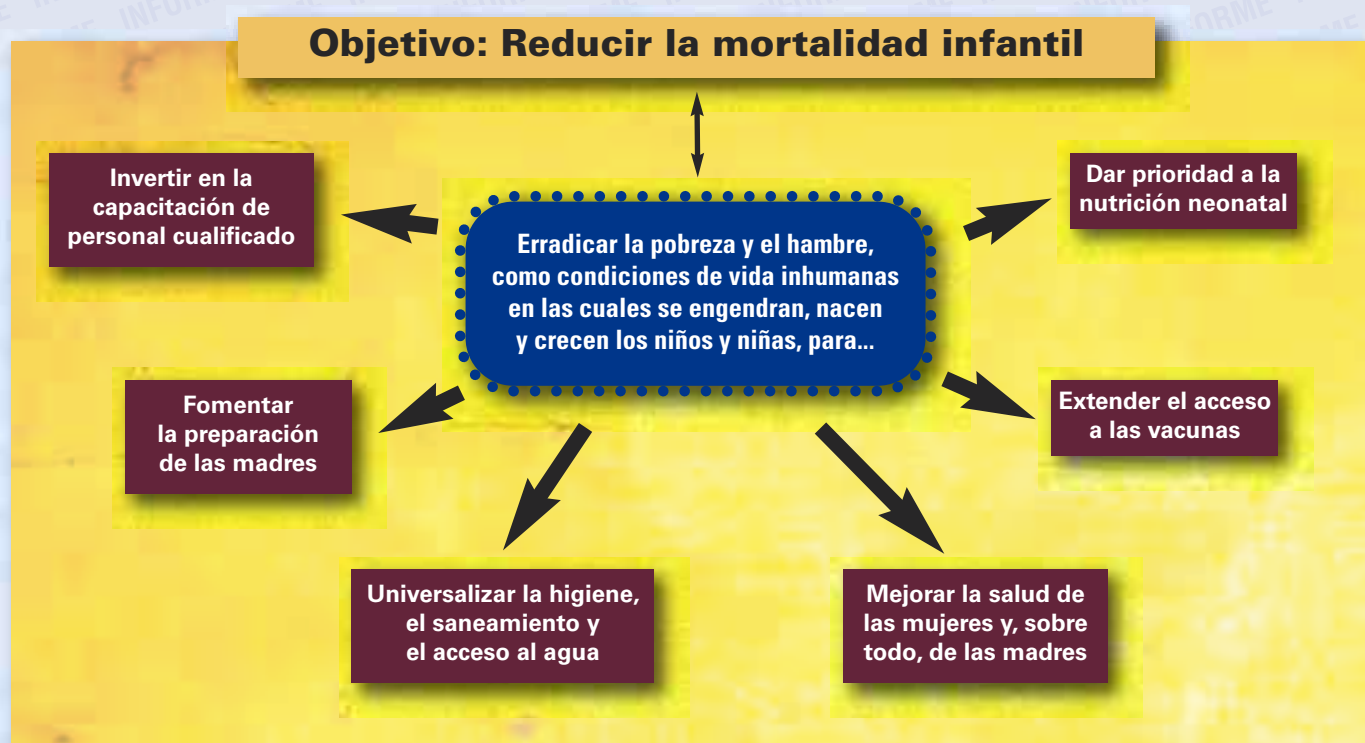 Objetivo: Reducir la mortalidad infantil
Invertir en la
capacitación de
personal cualificado
Dar prioridad a la
nutrición neonatal
Erradicar la pobreza y el hambre,
como condiciones de vida inhumanas
en las cuales se engendran, nacen
y crecen los niños y niñas, para...
Fomentar
la preparación
de las madres
Extender el acceso
a las vacunas
Universalizar la higiene,
el saneamiento y
el acceso al agua
Mejorar la salud de
las mujeres y, sobre
todo, de las madres